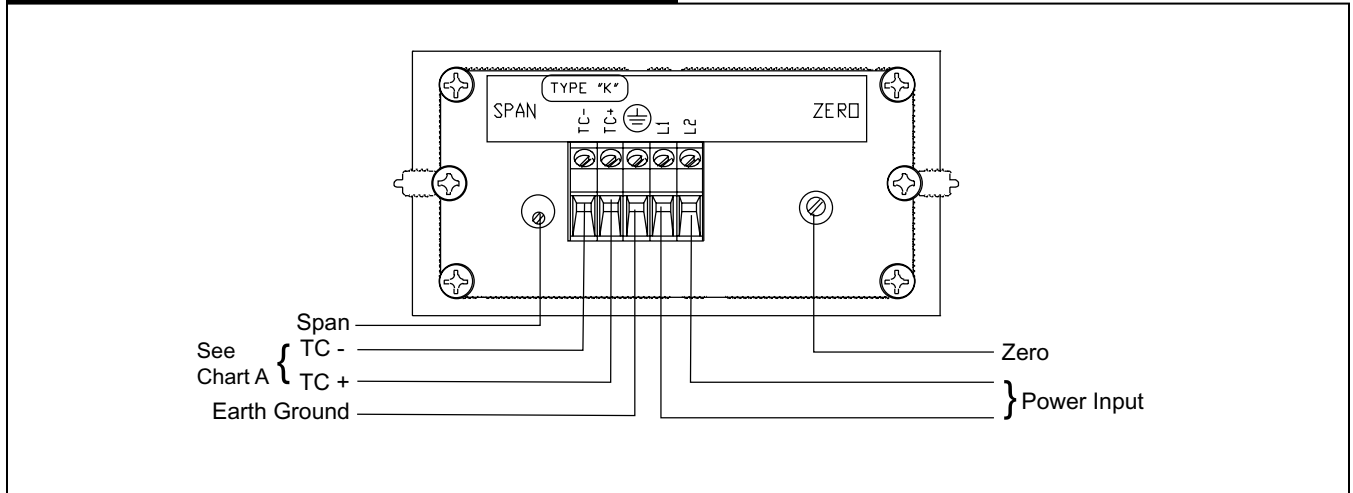 TYPE "K"
SPAN
TC-
TC+
L1
L2
ZERO
Span
See
Chart A
{
TC -
TC +
Earth Ground
Zero
} Power Input